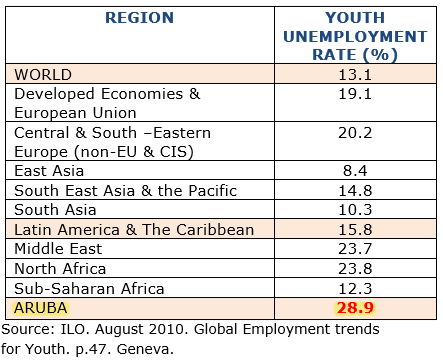 REGION YOUTH
UNEMPLOYMENT
RATE (%)
WORLD 13.1
Developed Economies & 19.1
European Union
Central & South –Eastern 20.2
Europe (non-EU & CIS)
East Asia 8.4
South East Asia & the Pacific 14.8
South Asia 10.3
Latin America & The Caribbean 15.8
Middle East 23.7
North Africa 23.8
Sub-Saharan Africa 12.3
ARUBA 28.9
Source: ILO. August 2010. Global Employment trends
for Youth. p.47. Geneva.